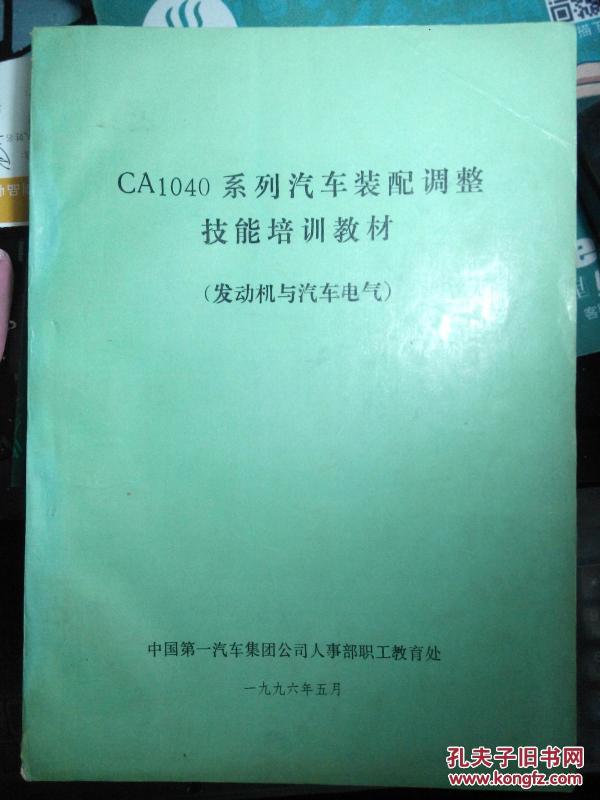 CA1040系列汽车装配调整
技能培训教材
(发动机与汽车电气)
中国第一汽车集团公司人事部职工教育处
一九九六年五月
孔夫子旧书网
www.kongfz.com